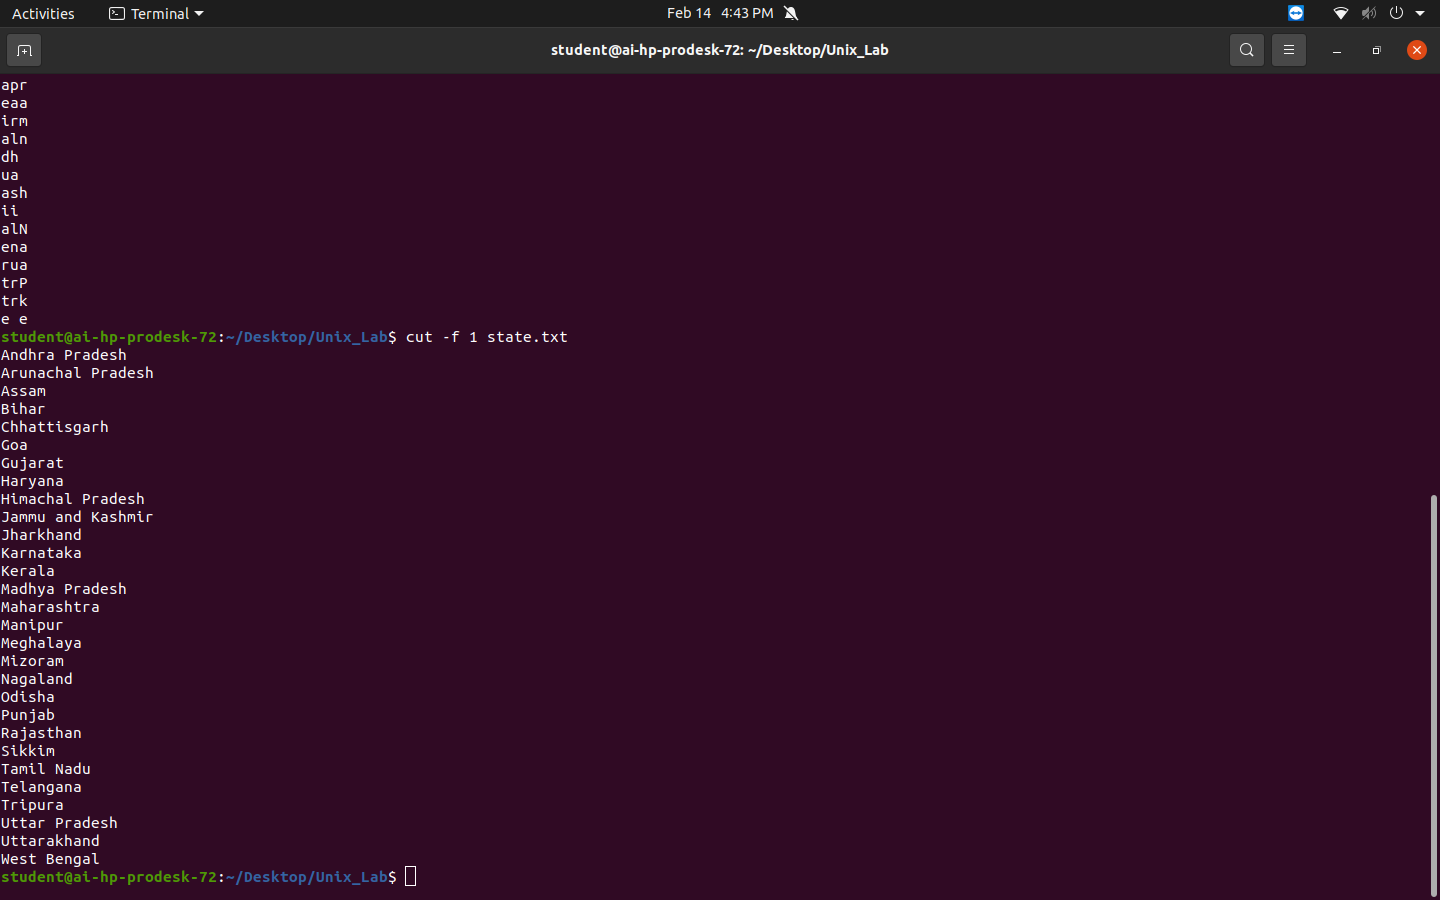 Activities
Terminal
Feb 14 4:43 PM
student@ai-hp-prodesk-72: ~/Desktop/Unix_Lab
apr
eaa
irm
aln
dh
ua
ash
ii
alN
ena
rua
trP
trk
e e
student@ai-hp-prodesk-72:~/Desktop/Unix_Lab$ cut -f 1 state.txt
Andhra Pradesh
Arunachal Pradesh
Assam
Bihar
Chhattisgarh
Goa
Gujarat
Haryana
Himachal Pradesh
Jammu and Kashmir
Jharkhand
Karnataka
Kerala
Madhya Pradesh
Maharashtra
Manipur
Meghalaya
Mizoram
Nagaland
Odisha
Punjab
Rajasthan
Sikkim
Tamil Nadu
Telangana
Tripura
Uttar Pradesh
Uttarakhand
West Bengal
student@ai-hp-prodesk-72:~/Desktop/Unix_Lab$